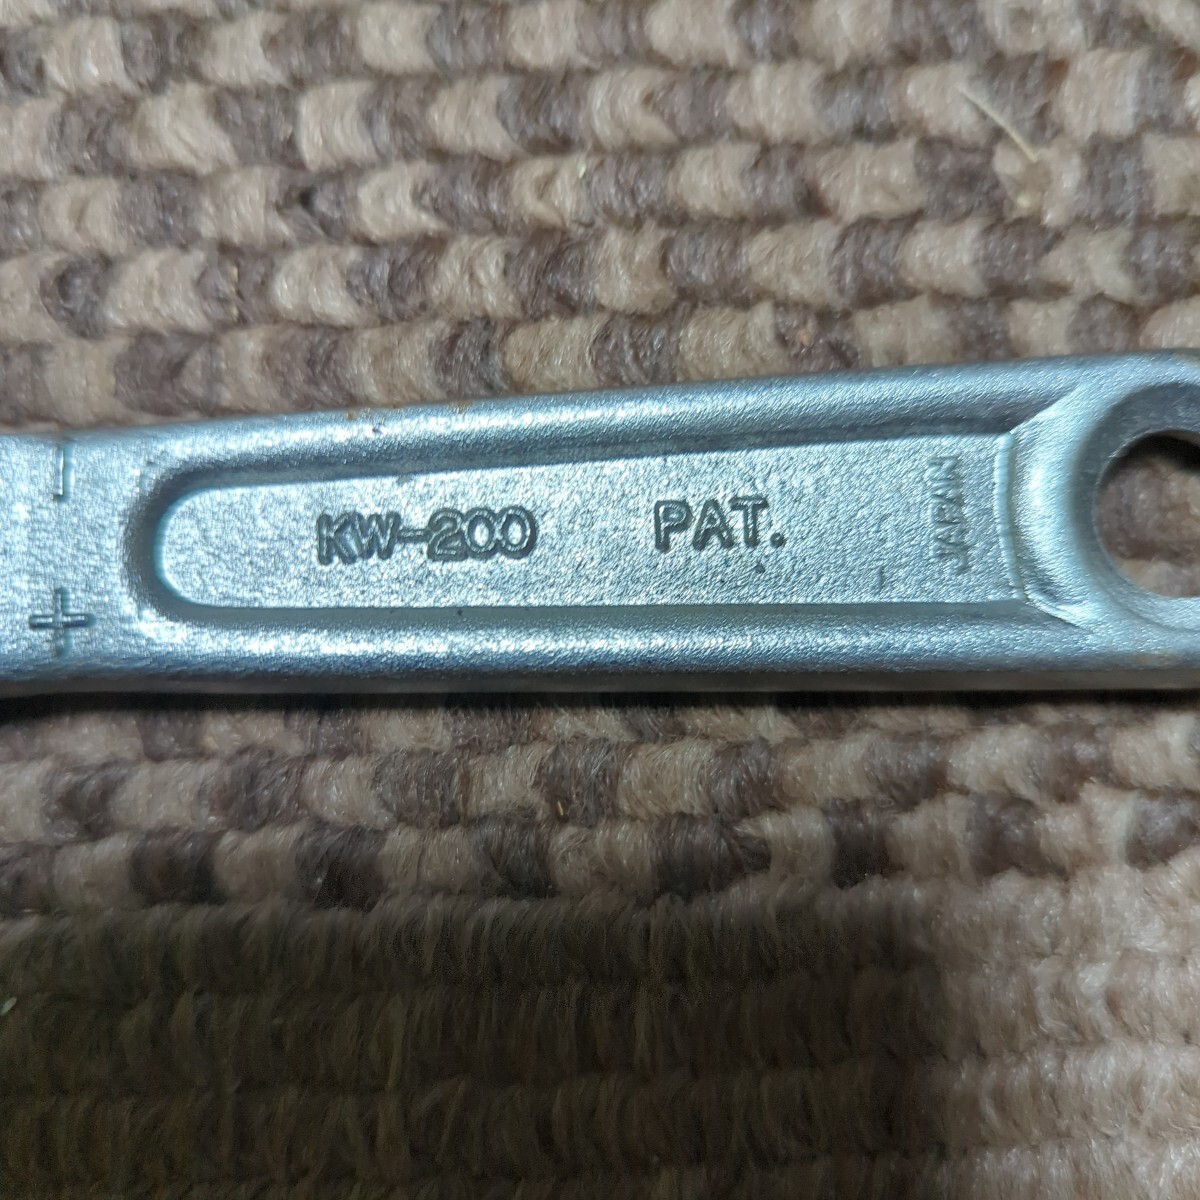 - +
KW-200 PAT.
JAPAN